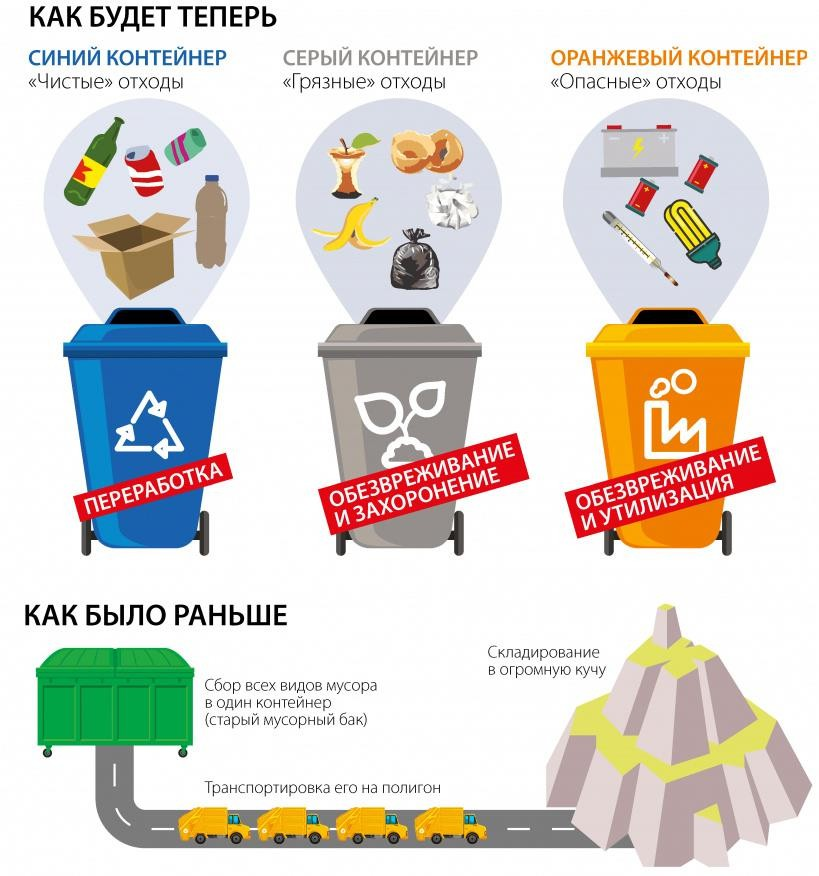 КАК БУДЕТ ТЕПЕРЬ
СИНИЙ КОНТЕЙНЕР
«Чистые» отходы
СЕРЫЙ КОНТЕЙНЕР
«Грязные» отходы
ОРАНЖЕВЫЙ КОНТЕЙНЕР
«Опасные» отходы
ПЕРЕРАБОТКА
ОБЕЗВРЕЖИВАНИЕ
И ЗАХОРОНЕНИЕ
ОБЕЗВРЕЖИВАНИЕ
И УТИЛИЗАЦИЯ
КАК БЫЛО РАНЬШЕ
Сбор всех видов мусора
в один контейнер
(старый мусорный бак)
Транспортировка его на полигон
Складирование
в огромную кучу